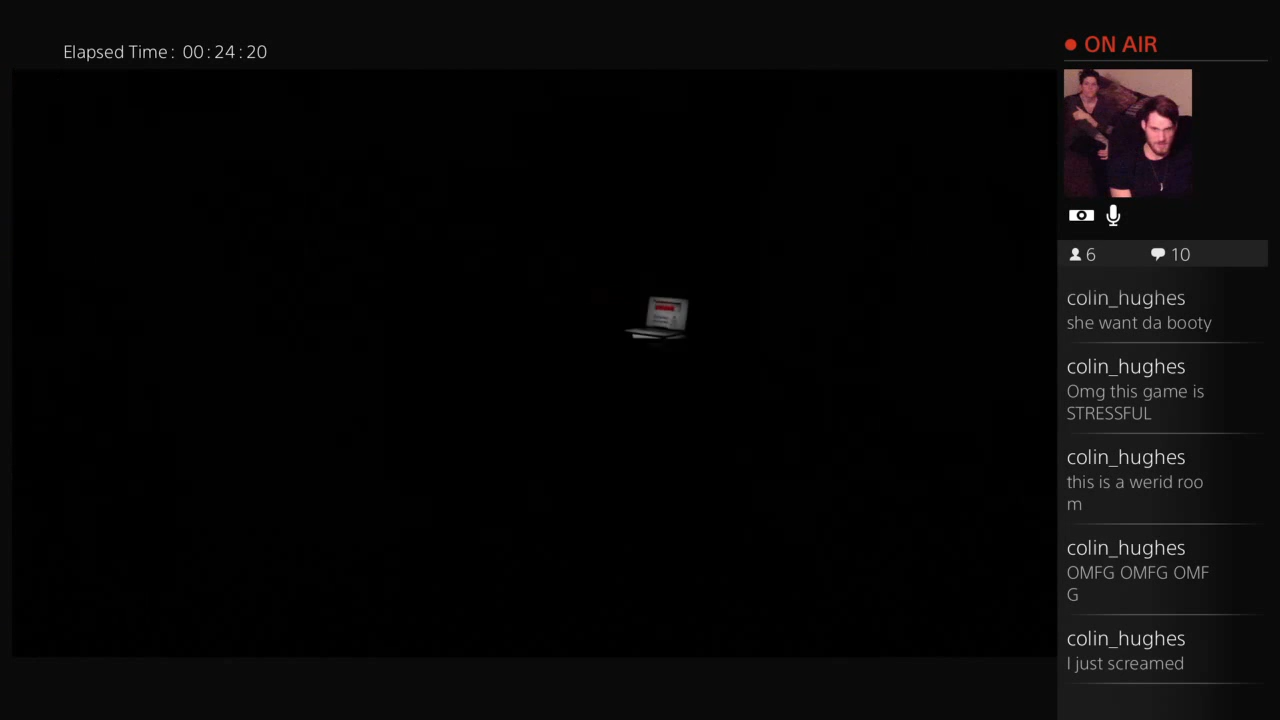 Elapsed Time: 00:24:20
ON AIR
6
10
colin_hughes
she want da booty
colin_hughes
Omg this game is
STRESSFUL
colin_hughes
this is a werid roo
m
colin_hughes
OMFG OMFG OMF
G
colin_hughes
I just screamed